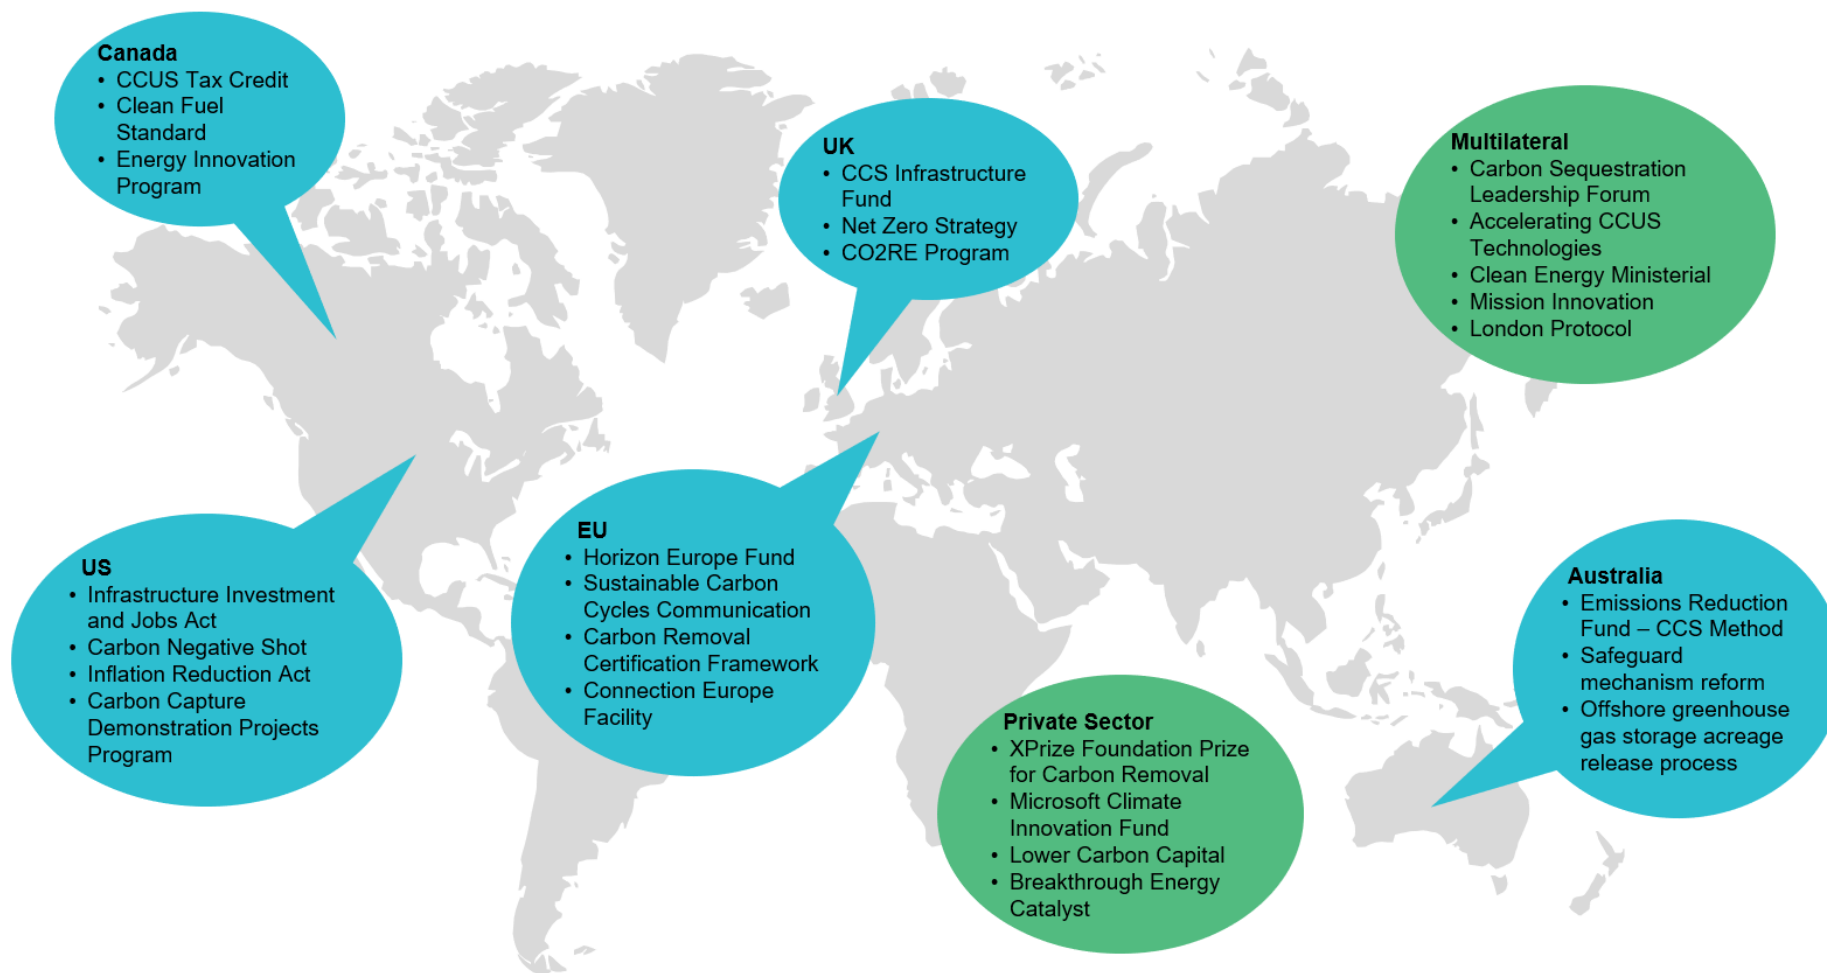 Canada
• CCUS Tax Credit
• Clean Fuel
Standard
• Energy Innovation
Program
UK
• CCS Infrastructure
Fund
• Net Zero Strategy
• CO2RE Program
Multilateral
• Carbon Sequestration
Leadership Forum
• Accelerating CCUS
Technologies
• Clean Energy Ministerial
• Mission Innovation
• London Protocol
US
• Infrastructure Investment
and Jobs Act
• Carbon Negative Shot
• Inflation Reduction Act
• Carbon Capture
Demonstration Projects
Program
EU
• Horizon Europe Fund
• Sustainable Carbon
Cycles Communication
• Carbon Removal
Certification Framework
• Connection Europe
Facility
Private Sector
• XPrize Foundation Prize
for Carbon Removal
• Microsoft Climate
Innovation Fund
• Lower Carbon Capital
• Breakthrough Energy
Catalyst
Australia
• Emissions Reduction
Fund – CCS Method
• Safeguard
mechanism reform
• Offshore greenhouse
gas storage acreage
release process